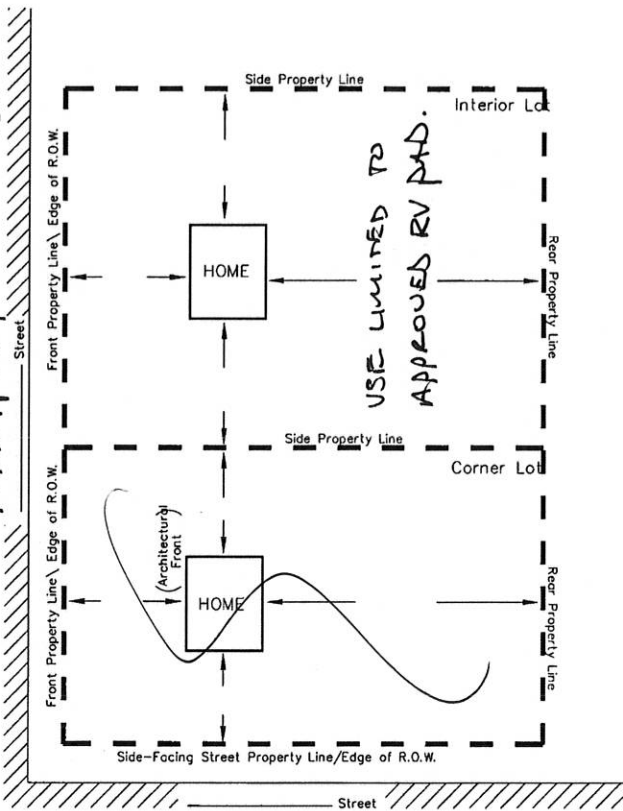 Side Property Line
Interior Lot
Front Property Line\ Edge of R.O.W.
Street
HOME
USE LIMITED TO
APPROVED RV PAD.
Rear Property Line
Side Property Line
Corner Lot
Front Property Line\ Edge of R.O.W.
(Architectural
Front)
HOME
Rear Property Line
Side-Facing Street Property Line/Edge of R.O.W.
Street